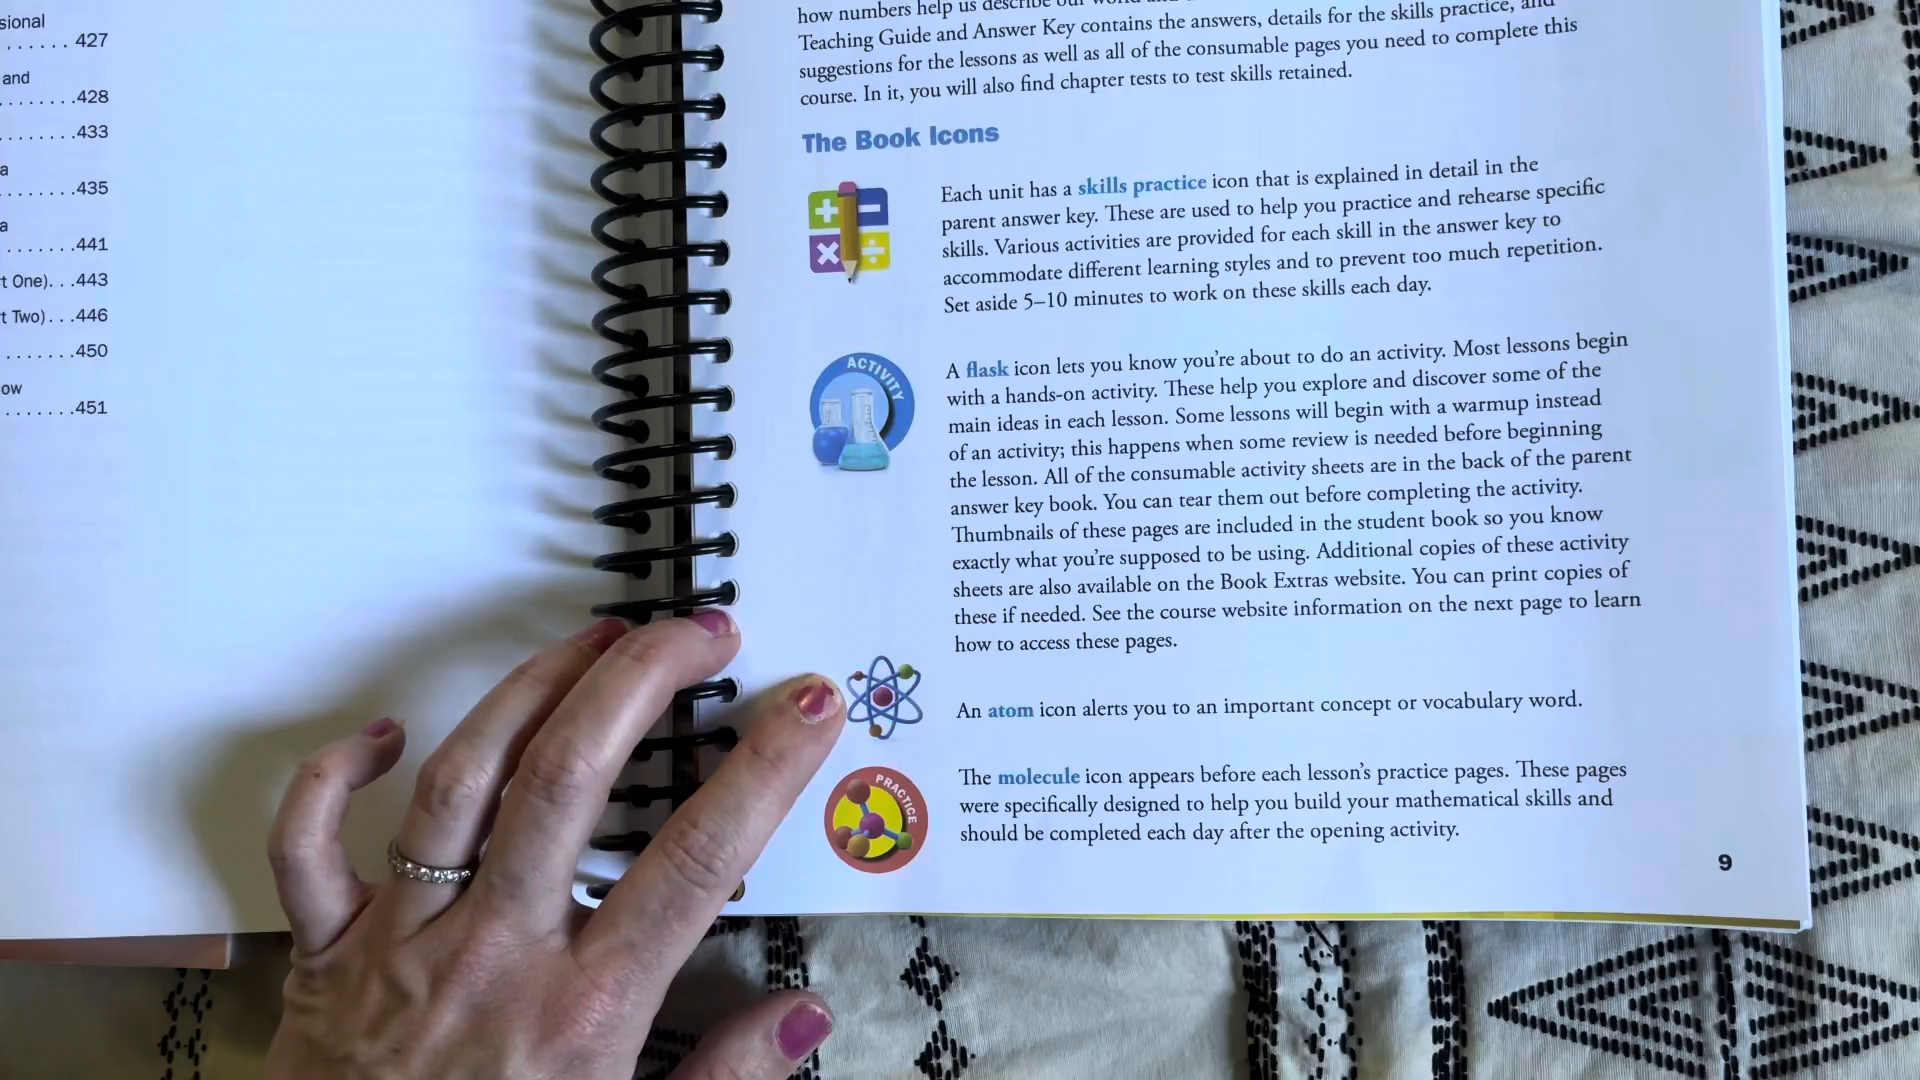 sional
. . . . . . 427
and
. . . . . . . .428
. . . . . . .433
a
. . . . . . . .435
a
. . . . . . .441
t One). . .443
t Two). . .446
. . . . . . .450
ow
. . . . . . .451
how numbers help us describe our world and
Teaching Guide and Answer Key contains the answers, details for the skills practice, and
suggestions for the lessons as well as all of the consumable pages you need to complete this
course. In it, you will also find chapter tests to test skills retained.
The Book Icons
Each unit has a skills practice icon that is explained in detail in the
parent answer key. These are used to help you practice and rehearse specific
skills. Various activities are provided for each skill in the answer key to
accommodate different learning styles and to prevent too much repetition.
Set aside 5–10 minutes to work on these skills each day.
ACTIVITY
A flask icon lets you know you're about to do an activity. Most lessons begin
with a hands-on activity. These help you explore and discover some of the
main ideas in each lesson. Some lessons will begin with a warmup instead
of an activity; this happens when some review is needed before beginning
the lesson. All of the consumable activity sheets are in the back of the parent
answer key book. You can tear them out before completing the activity.
Thumbnails of these pages are included in the student book so you know
exactly what you're supposed to be using. Additional copies of these activity
sheets are also available on the Book Extras website. You can print copies of
these if needed. See the course website information on the next page to learn
how to access these pages.
An atom icon alerts you to an important concept or vocabulary word.
PRACTICE
The molecule icon appears before each lesson's practice pages. These pages
were specifically designed to help you build your mathematical skills and
should be completed each day after the opening activity.
9